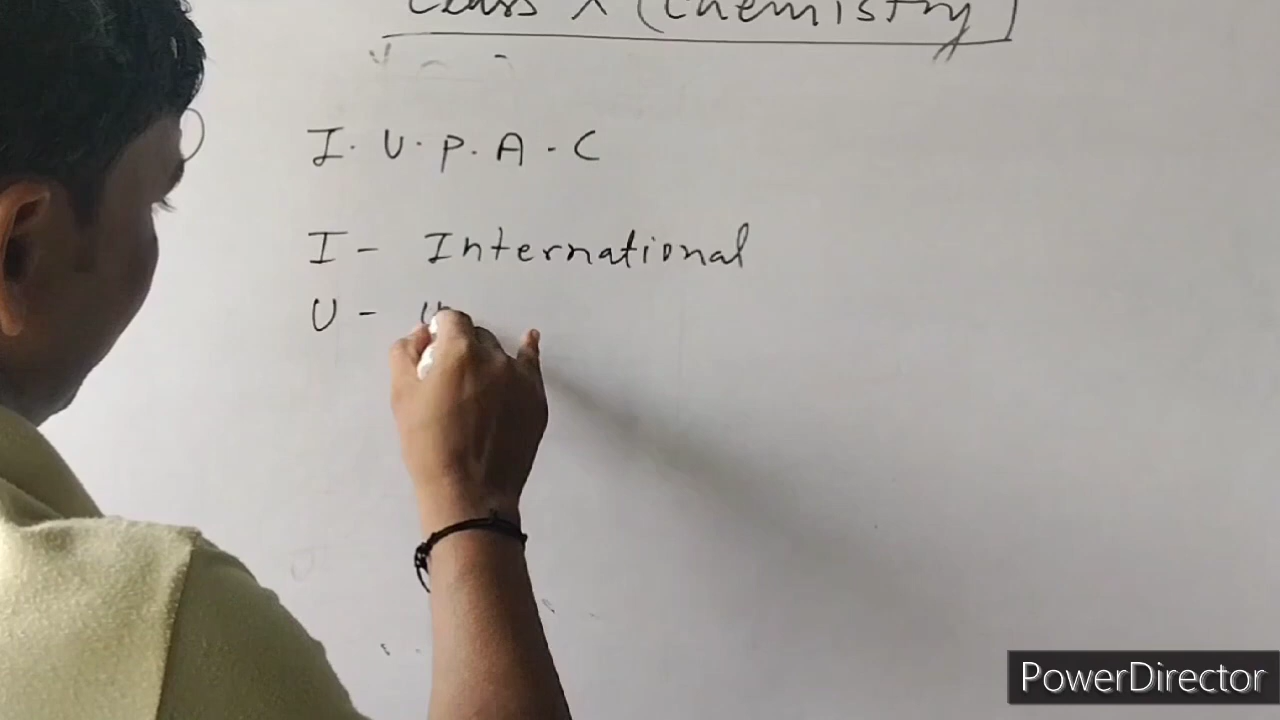 Class X (Chemistry)
I. U. P. A. C
I - International
U -
PowerDirector